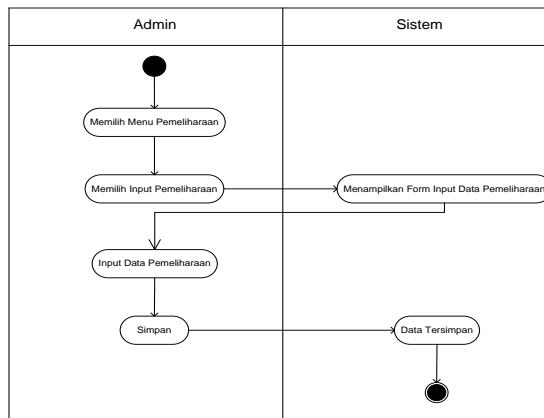 Admin
Sistem
Memilih Menu Pemeliharaan
Memilih Input Pemeliharaan
Menampilkan Form Input Data Pemeliharaan
Input Data Pemeliharaan
Simpan
Data Tersimpan